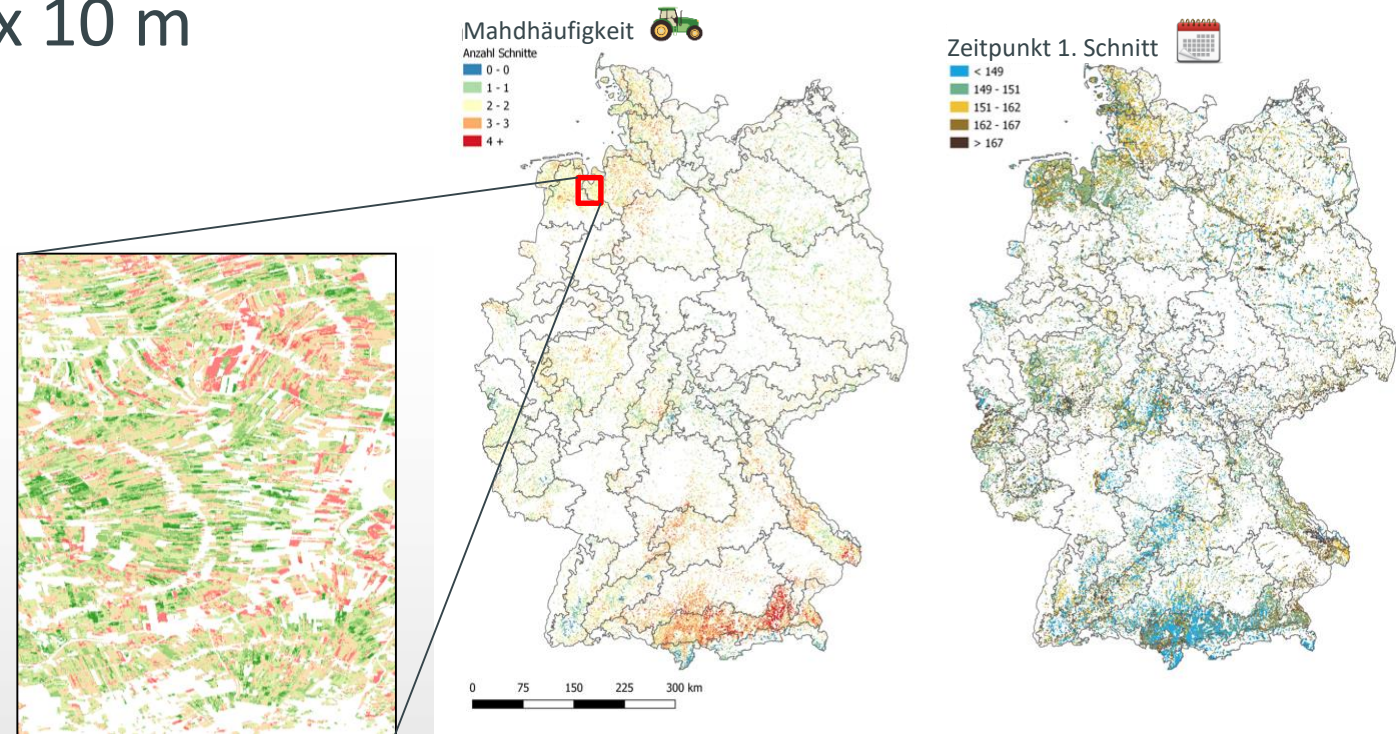 x 10 m
Mahdhäufigkeit
Anzahl Schnitte
0 - 0
1 - 1
2 - 2
3 - 3
4 +
Zeitpunkt 1. Schnitt
< 149
149 - 151
151 - 162
162 - 167
> 167
0 75 150 225 300 km